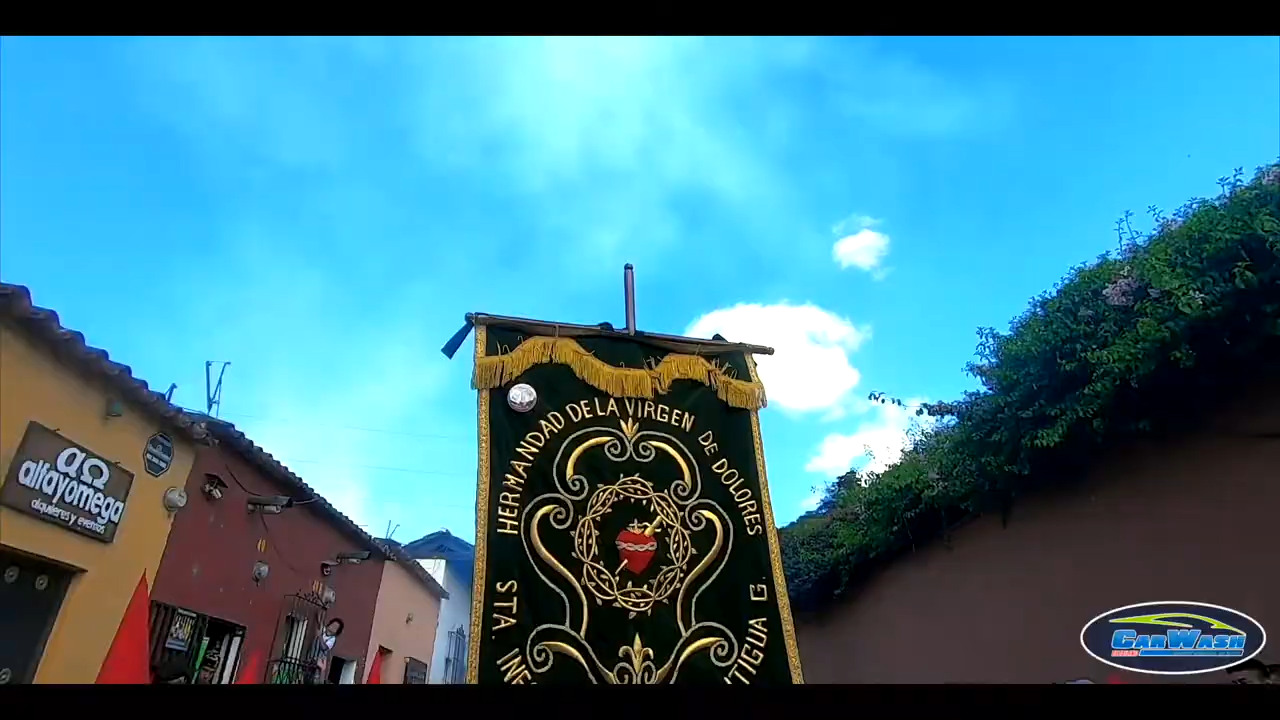 αΩ
alfayomega
alquileres y eventos
HERMANDAD DE LA VIRGEN DE DOLORES
STA.
G.
CARWASH